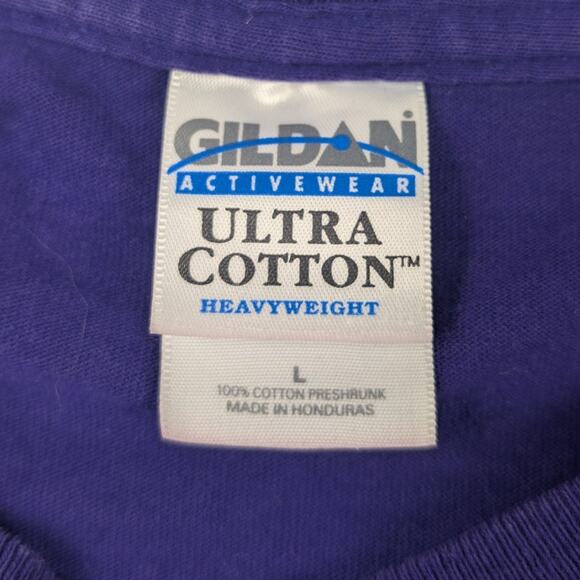 GILDAN
ACTIVEWEAR
ULTRA
COTTON™
HEAVYWEIGHT
L
100% COTTON PRESHRUNK
MADE IN HONDURAS